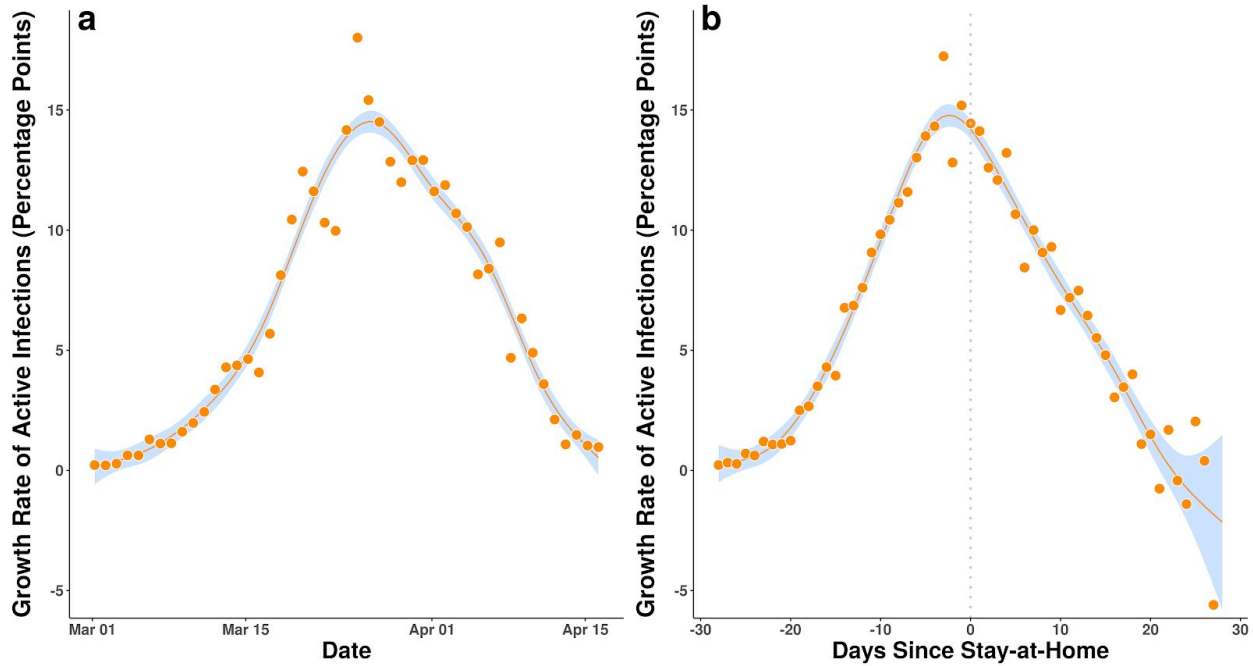 a
Growth Rate of Active Infections (Percentage Points)
15
10
5
0
-5
Mar 01
Mar 15
Apr 01
Apr 15
Date
b
Growth Rate of Active Infections (Percentage Points)
15
10
5
0
-5
-30
-20
-10
0
10
20
30
Days Since Stay-at-Home